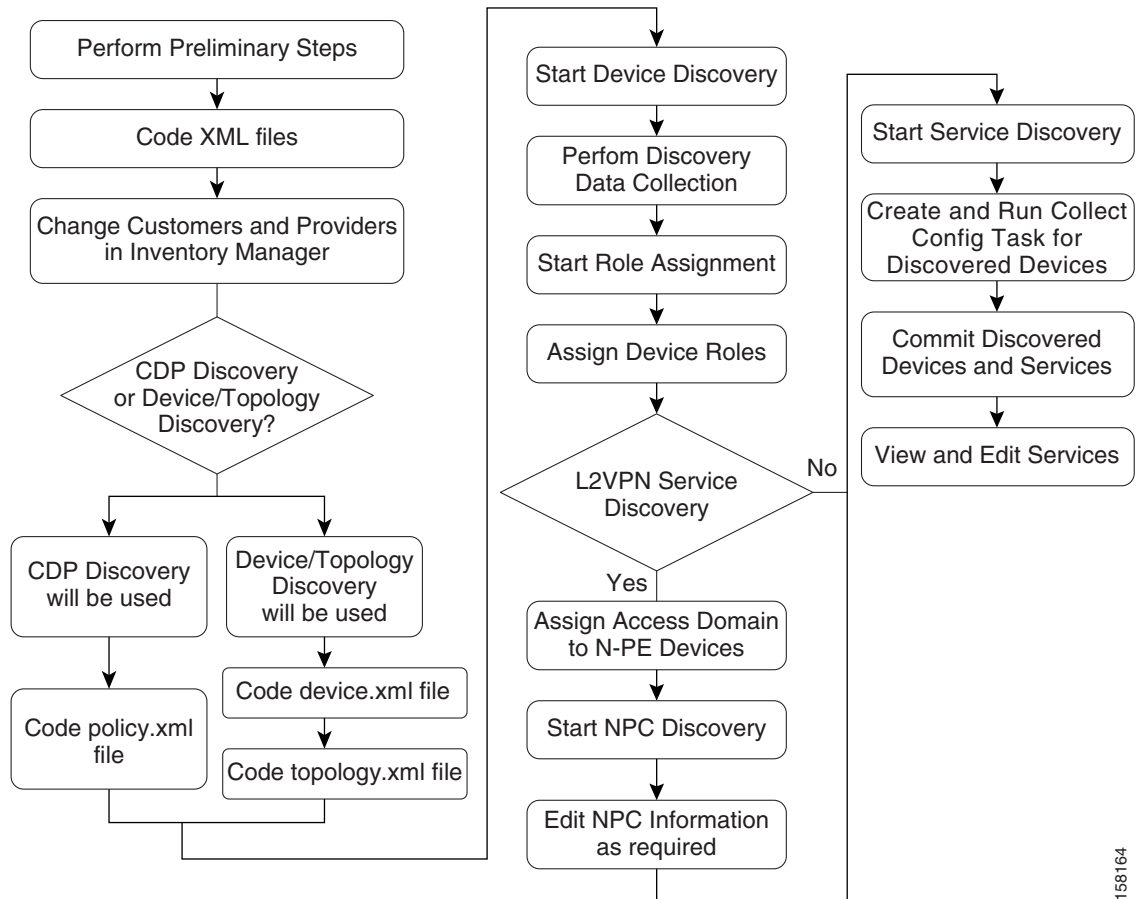 Perform Preliminary Steps
Code XML files
Change Customers and Providers
in Inventory Manager
CDP Discovery
or Device/Topology
Discovery?
CDP Discovery
will be used
Code policy.xml
file
Device/Topology
Discovery
will be used
Code device.xml file
Code topology.xml file
Start Device Discovery
Perfom Discovery
Data Collection
Start Role Assignment
Assign Device Roles
L2VPN Service
Discovery
No
Yes
Assign Access Domain
to N-PE Devices
Start NPC Discovery
Edit NPC Information
as required
Start Service Discovery
Create and Run Collect
Config Task for
Discovered Devices
Commit Discovered
Devices and Services
View and Edit Services
158164